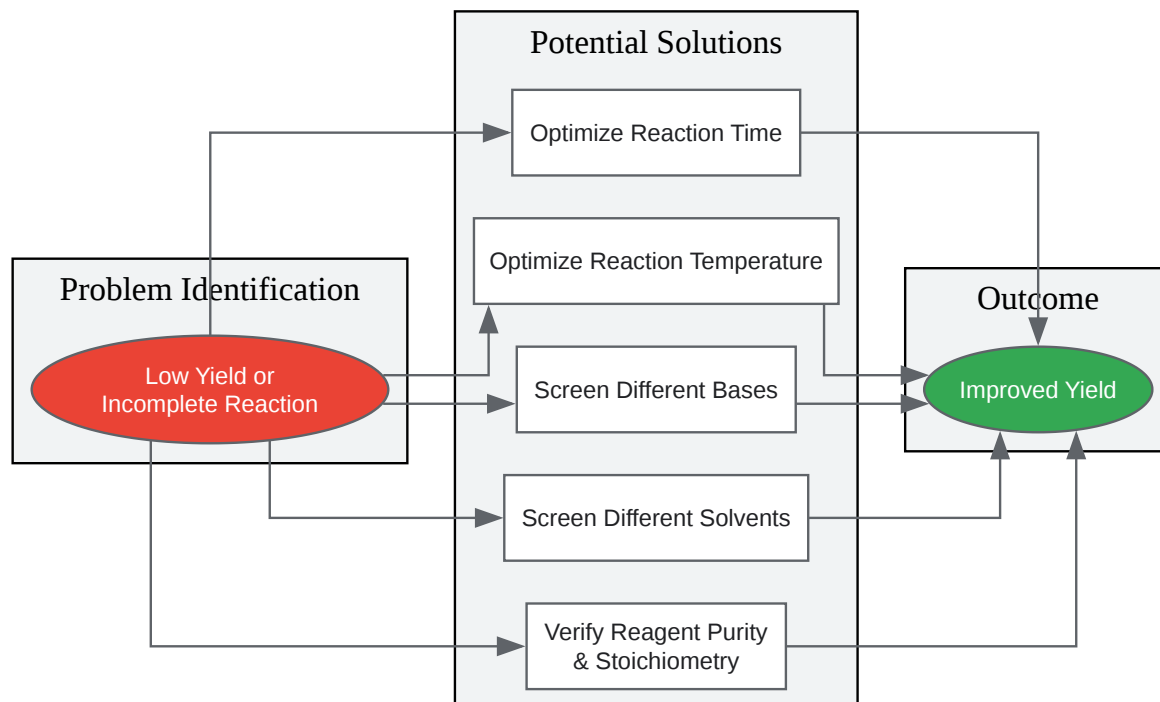 Potential Solutions
Optimize Reaction Time
Optimize Reaction Temperature
Problem Identification
Outcome
Low Yield or
Incomplete Reaction
Screen Different Bases
Improved Yield
Screen Different Solvents
Verify Reagent Purity
& Stoichiometry